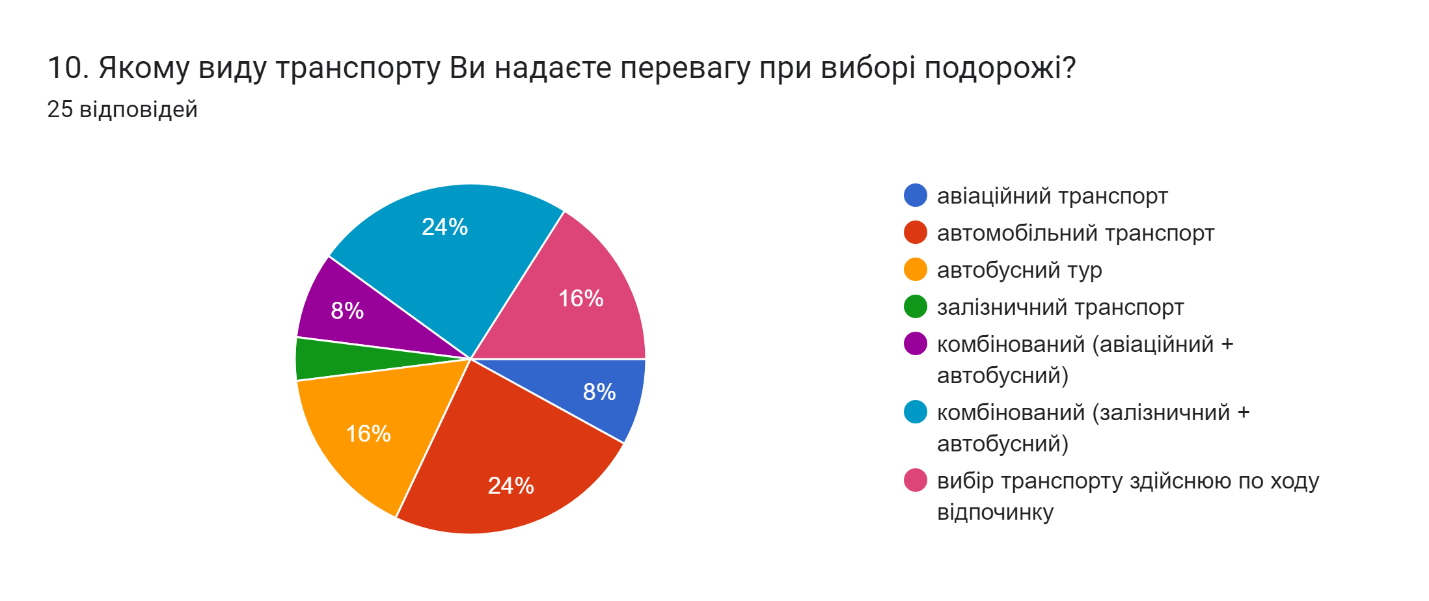 10. Якому виду транспорту Ви надаєте перевагу при виборі подорожі?
25 відповідей
24%
16%
8%
8%
16%
24%
авіаційний транспорт
автомобільний транспорт
автобусний тур
залізничний транспорт
комбінований (авіаційний +
автобусний)
комбінований (залізничний +
автобусний)
вибір транспорту здійснюю по ходу
відпочинку